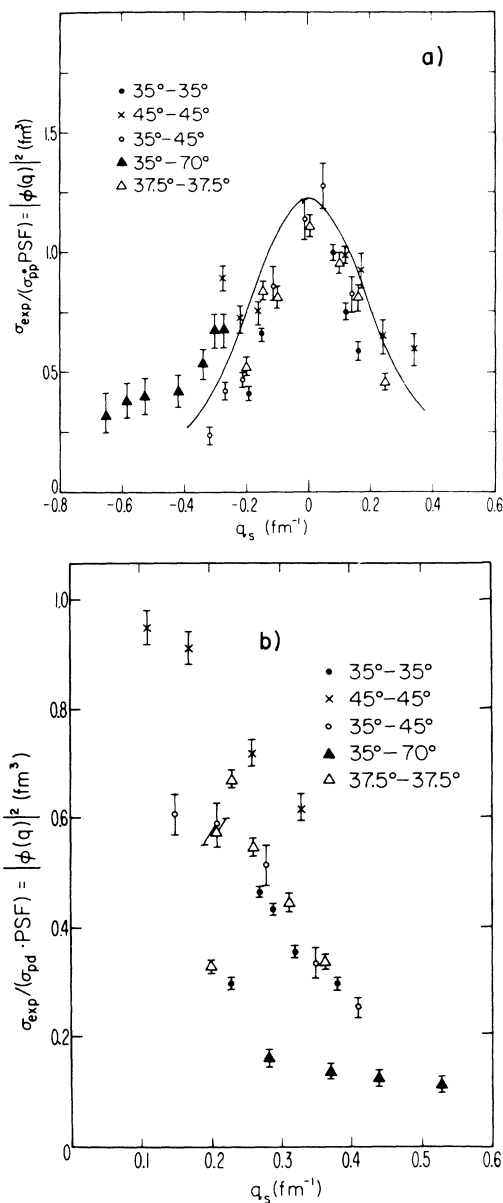 a)
2.0
1.5
1.0
0.5
0
σexp/(σ°pp PSF) = |φ(q)|² (fm³)
• 35°–35°
× 45°–45°
○ 35°–45°
▲ 35°–70°
△ 37.5°–37.5°
-0.8 -0.6 -0.4 -0.2 0 0.2 0.4 0.6
qs (fm⁻¹)
b)
1.0
0.8
0.6
0.4
0.2
0
σexp/(σpd · PSF) = |φ(q)|² (fm³)
• 35°–35°
× 45°–45°
○ 35°–45°
▲ 35°–70°
△ 37.5°–37.5°
0.1 0.2 0.3 0.4 0.5 0.6
qs (fm⁻¹)